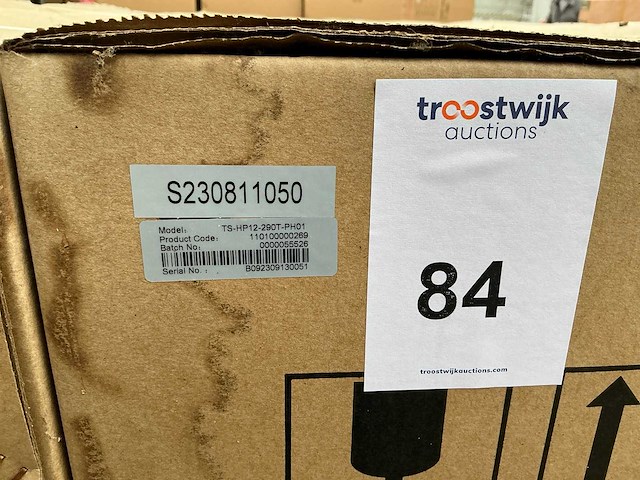 troostwijk
auctions
S230811050
Model: TS-HP12-290T-PH01
Product Code: 110100000269
Batch No: 0000055526
Serial No. : B092309130051
84
troostwijkauctions.com